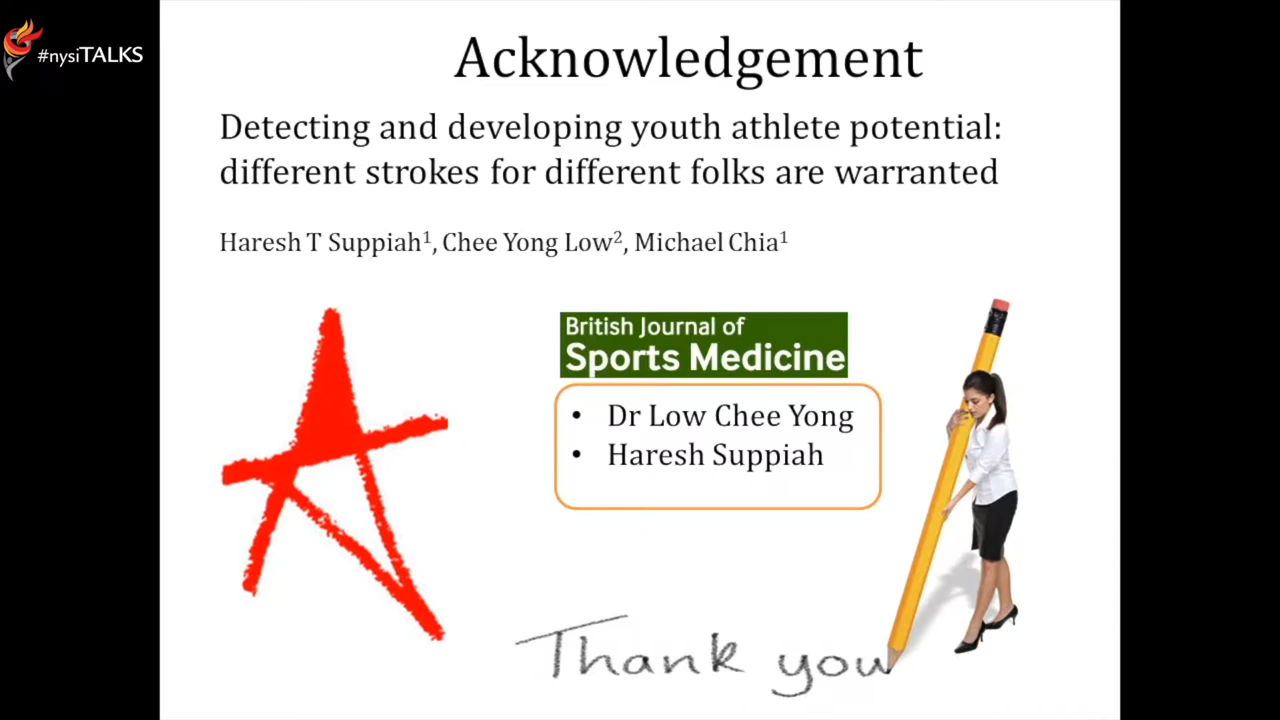 #nysiTALKS
Acknowledgement
Detecting and developing youth athlete potential:
different strokes for different folks are warranted
Haresh T Suppiah¹, Chee Yong Low², Michael Chia¹
British Journal of
Sports Medicine
• Dr Low Chee Yong
• Haresh Suppiah
Thank you